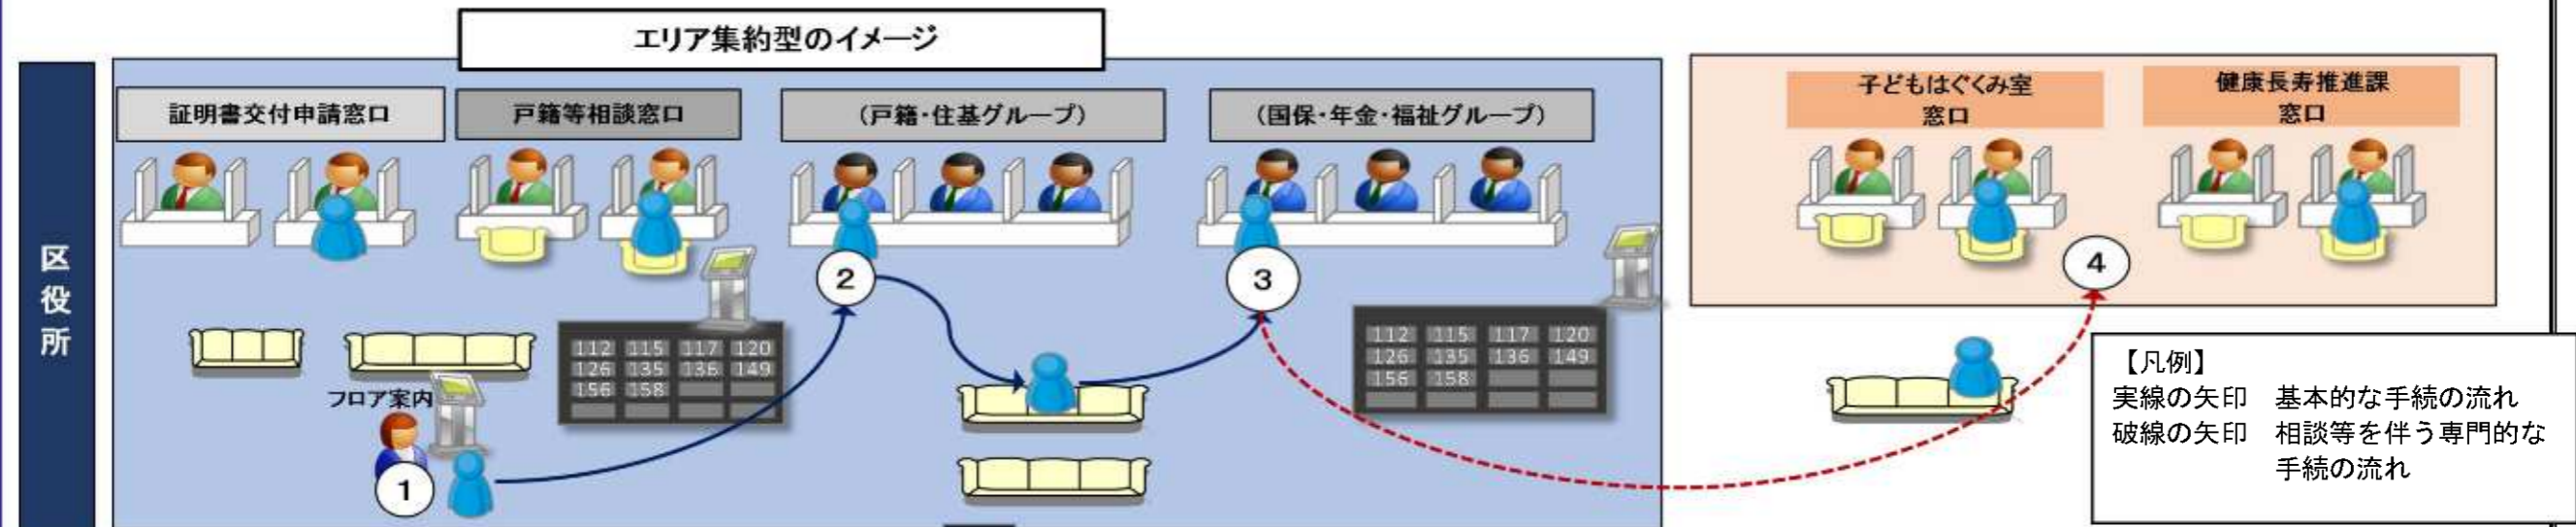 エリア集約型のイメージ
区役所
証明書交付申請窓口
戸籍等相談窓口
（戸籍・住基グループ）
（国保・年金・福祉グループ）
子どもはぐくみ室
窓口
健康長寿推進課
窓口
2
3
4
112 115 117 120
126 135 136 149
156 158
112 115 117 120
126 135 136 149
156 158
フロア案内
1
【凡例】
実線の矢印 基本的な手続の流れ
破線の矢印 相談等を伴う専門的な
手続の流れ